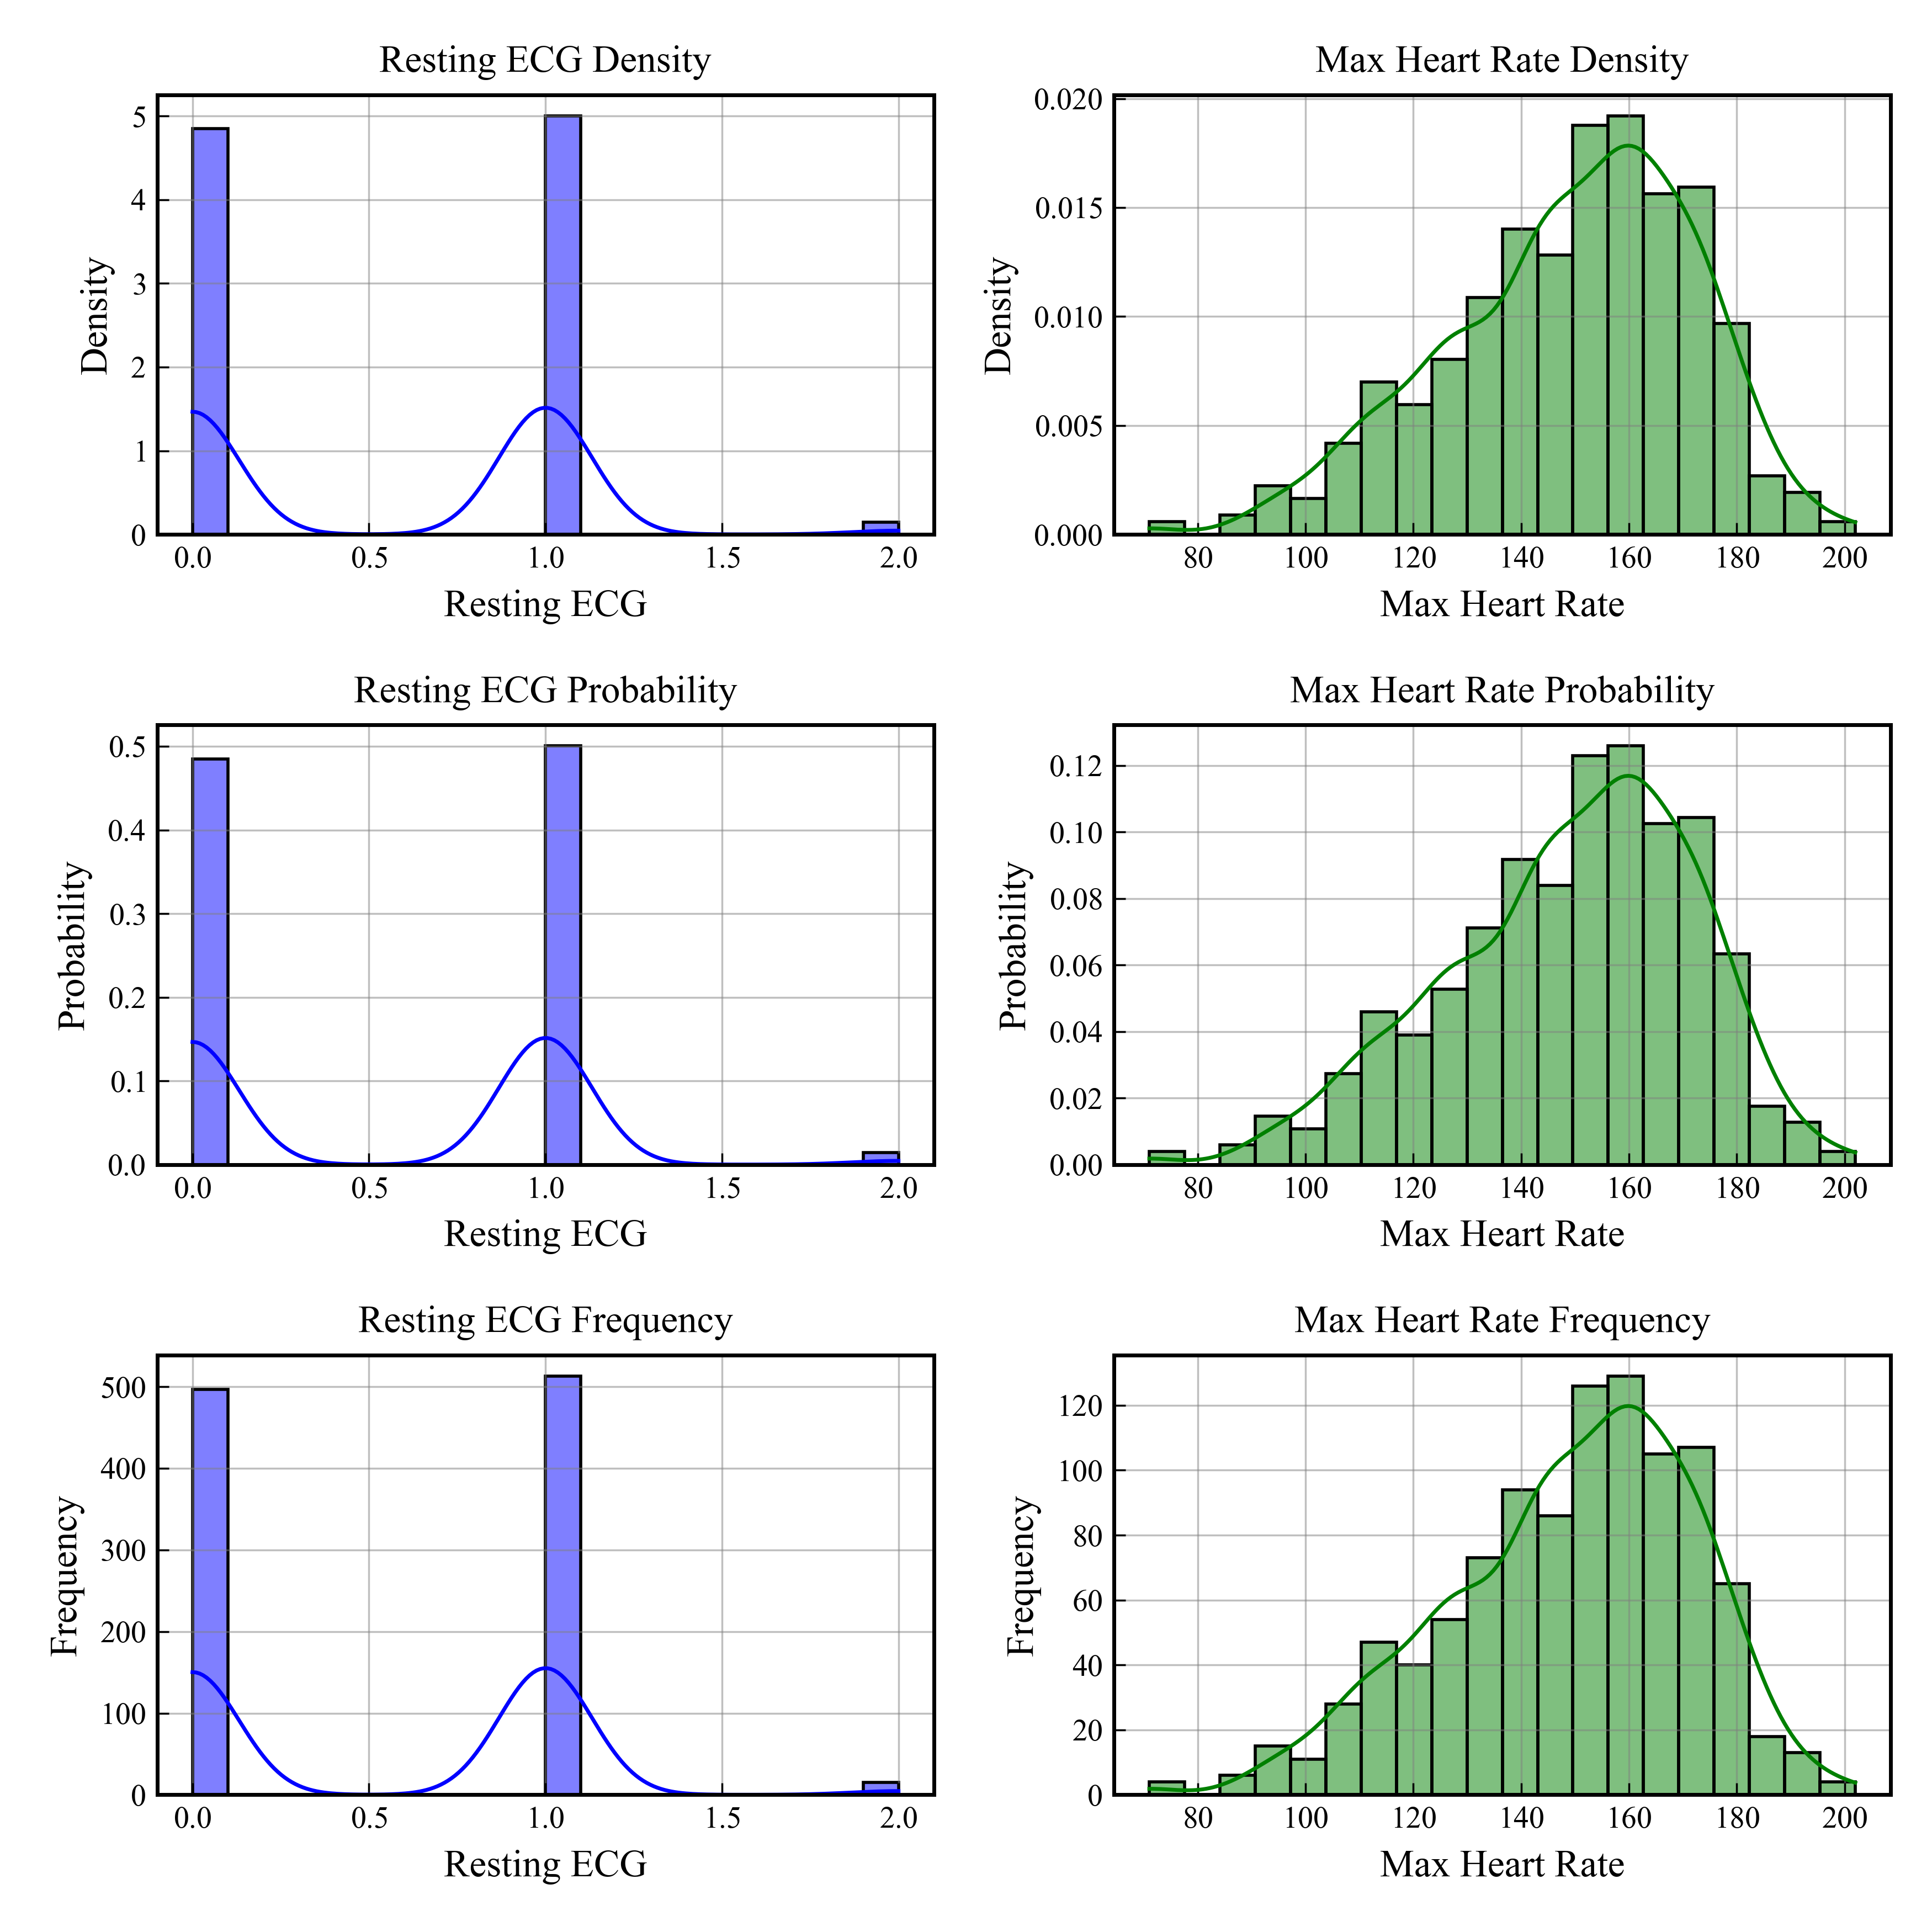 Resting ECG Density
5
4
3
2
1
0
Density
0.0 0.5 1.0 1.5 2.0
Resting ECG
Max Heart Rate Density
0.020
0.015
0.010
0.005
0.000
Density
80 100 120 140 160 180 200
Max Heart Rate
Resting ECG Probability
0.5
0.4
0.3
0.2
0.1
0.0
Probability
0.0 0.5 1.0 1.5 2.0
Resting ECG
Max Heart Rate Probability
0.12
0.10
0.08
0.06
0.04
0.02
0.00
Probability
80 100 120 140 160 180 200
Max Heart Rate
Resting ECG Frequency
500
400
300
200
100
0
Frequency
0.0 0.5 1.0 1.5 2.0
Resting ECG
Max Heart Rate Frequency
120
100
80
60
40
20
0
Frequency
80 100 120 140 160 180 200
Max Heart Rate